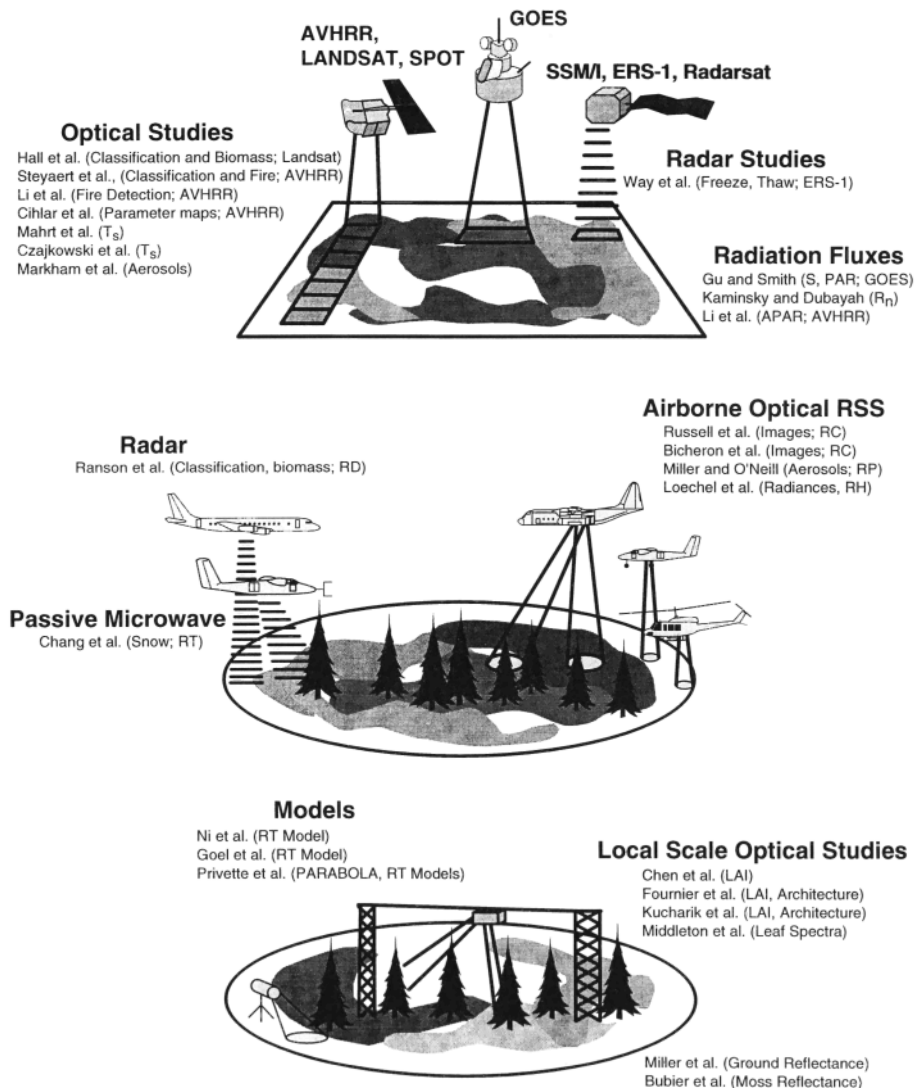 GOES
AVHRR,
LANDSAT, SPOT
SSM/I, ERS-1, Radarsat
Optical Studies
Hall et al. (Classification and Biomass; Landsat)
Steyaert et al., (Classification and Fire; AVHRR)
Li et al. (Fire Detection; AVHRR)
Cihlar et al. (Parameter maps; AVHRR)
Mahrt et al. (Ts)
Czajkowski et al. (Ts)
Markham et al. (Aerosols)
Radar Studies
Way et al. (Freeze, Thaw; ERS-1)
Radiation Fluxes
Gu and Smith (S, PAR; GOES)
Kaminsky and Dubayah (Rn)
Li et al. (APAR; AVHRR)
Airborne Optical RSS
Russell et al. (Images; RC)
Bicheron et al. (Images; RC)
Miller and O'Neill (Aerosols; RP)
Loechel et al. (Radiances, RH)
Radar
Ranson et al. (Classification, biomass; RD)
Passive Microwave
Chang et al. (Snow; RT)
Models
Ni et al. (RT Model)
Goel et al. (RT Model)
Privette et al. (PARABOLA, RT Models)
Local Scale Optical Studies
Chen et al. (LAI)
Fournier et al. (LAI, Architecture)
Kucharik et al. (LAI, Architecture)
Middleton et al. (Leaf Spectra)
Miller et al. (Ground Reflectance)
Bubier et al. (Moss Reflectance)